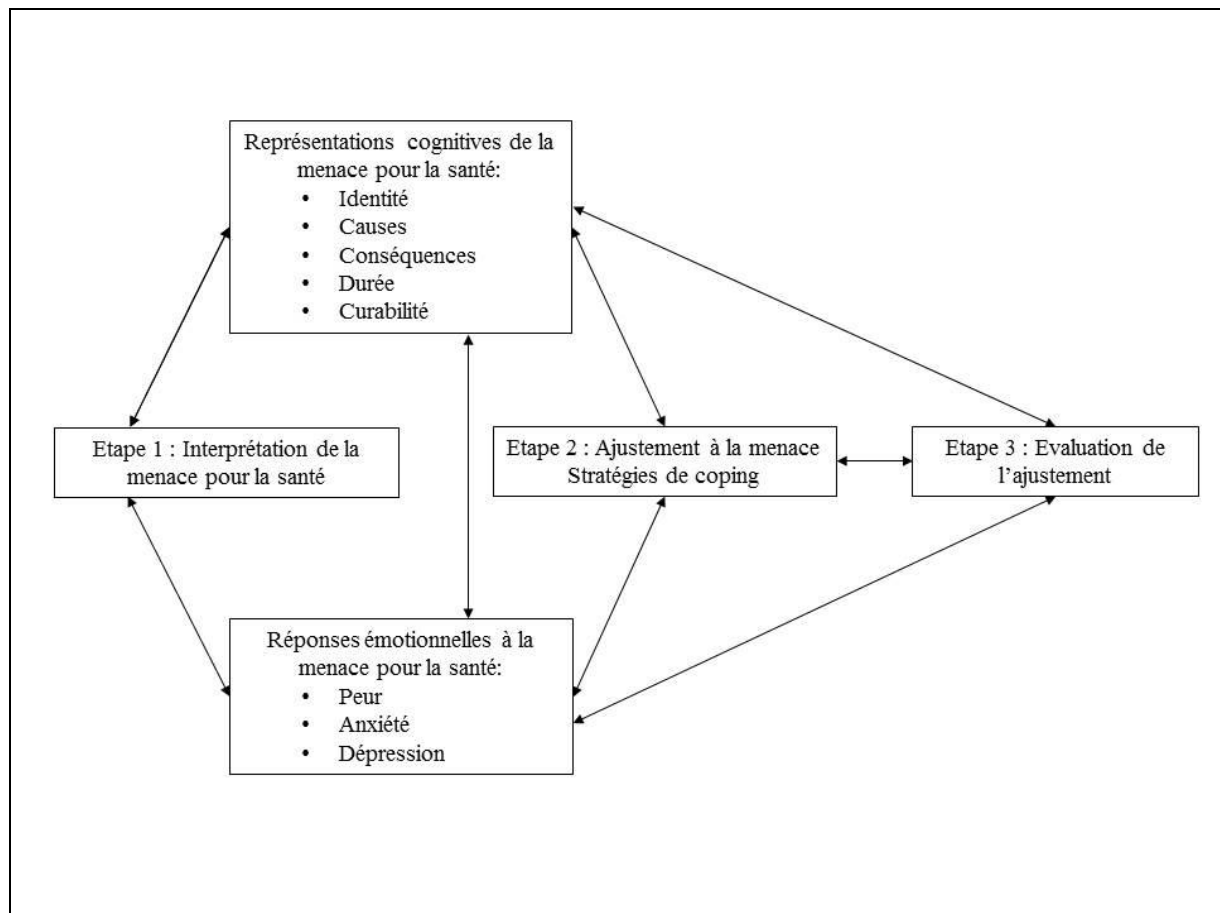 Représentations cognitives de la
menace pour la santé:
• Identité
• Causes
• Conséquences
• Durée
• Curabilité
Etape 1 : Interprétation de la
menace pour la santé
Etape 2 : Ajustement à la menace
Stratégies de coping
Etape 3 : Evaluation de
l’ajustement
Réponses émotionnelles à la
menace pour la santé:
• Peur
• Anxiété
• Dépression